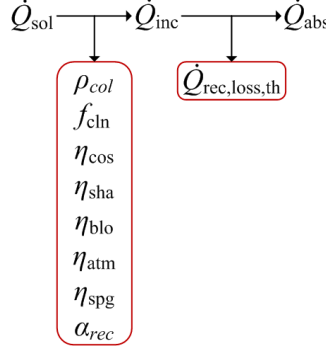 Q̇sol Q̇inc Q̇abs
ρcol Q̇rec,loss,th
fcln
ηcos
ηsha
ηblo
ηatm
ηspg
αrec